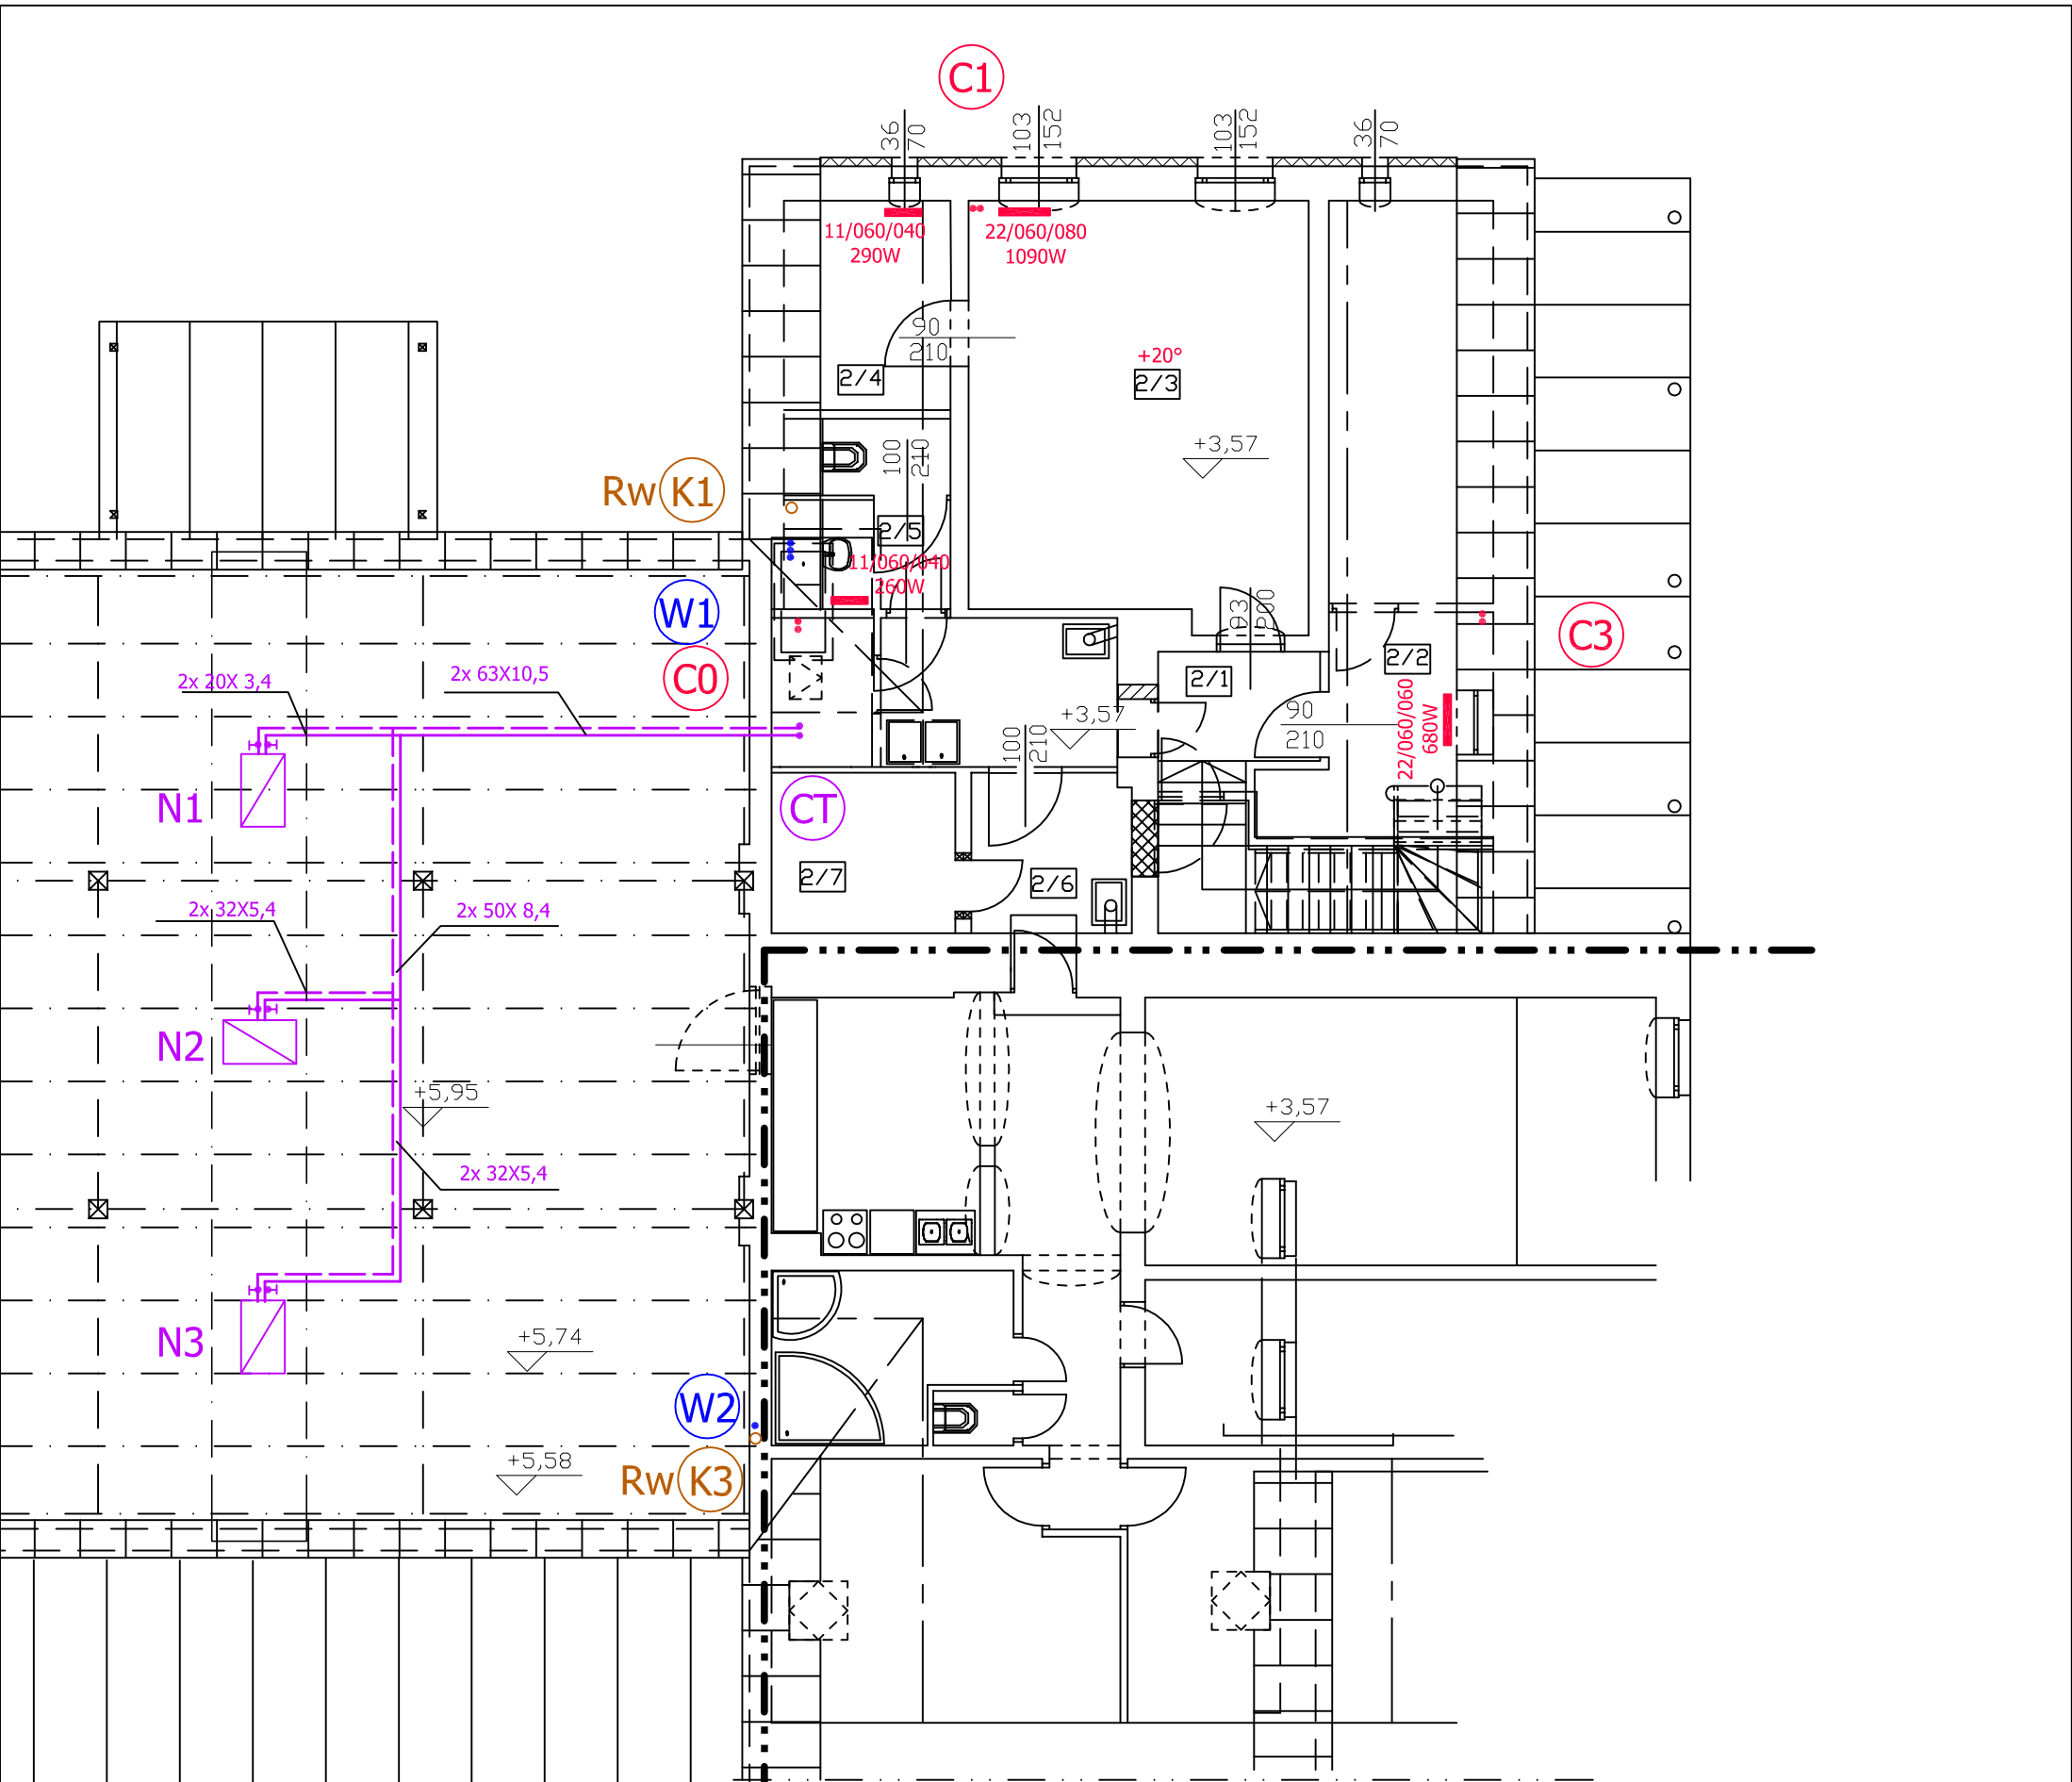 C1
36
70
103
152
103
152
36
70
11/060/040
290W
22/060/080
1090W
90
210
2/4
+20°
2/3
+3,57
100
210
Rw K1
2/5
11/060/040
260W
W1
C0
93
200
C3
2/2
2/1
2x 20X 3,4
2x 63X10,5
+3,57
100
210
90
210
22/060/060
680W
N1
CT
2/7
2/6
2x 32X5,4
2x 50X 8,4
N2
+5,95
+3,57
2x 32X5,4
N3
+5,74
W2
+5,58
Rw K3